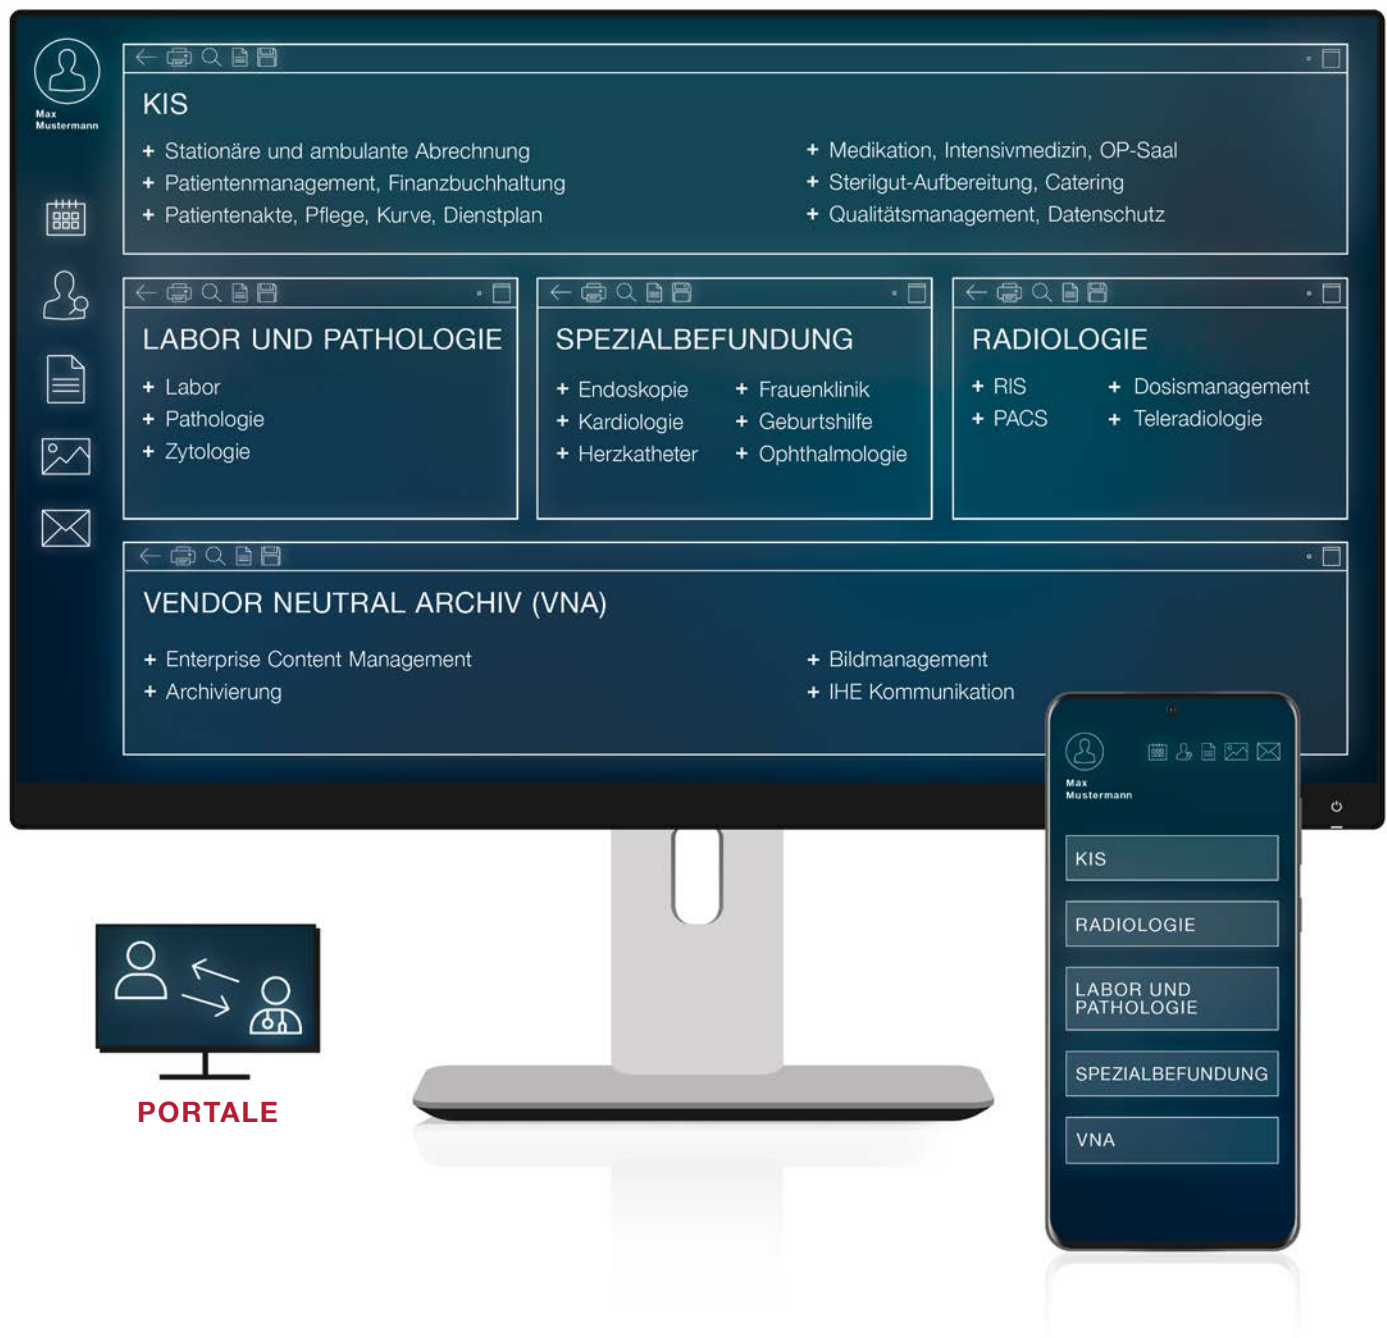 Max
Mustermann
KIS
+ Stationäre und ambulante Abrechnung
+ Patientenmanagement, Finanzbuchhaltung
+ Patientenakte, Pflege, Kurve, Dienstplan
+ Medikation, Intensivmedizin, OP-Saal
+ Sterilgut-Aufbereitung, Catering
+ Qualitätsmanagement, Datenschutz
LABOR UND PATHOLOGIE
+ Labor
+ Pathologie
+ Zytologie
SPEZIALBEFUNDUNG
+ Endoskopie
+ Kardiologie
+ Herzkatheter
+ Frauenklinik
+ Geburtshilfe
+ Ophthalmologie
RADIOLOGIE
+ RIS
+ PACS
+ Dosismanagement
+ Teleradiologie
VENDOR NEUTRAL ARCHIV (VNA)
+ Enterprise Content Management
+ Archivierung
+ Bildmanagement
+ IHE Kommunikation
Max
Mustermann
KIS
RADIOLOGIE
LABOR UND
PATHOLOGIE
SPEZIALBEFUNDUNG
VNA
PORTALE